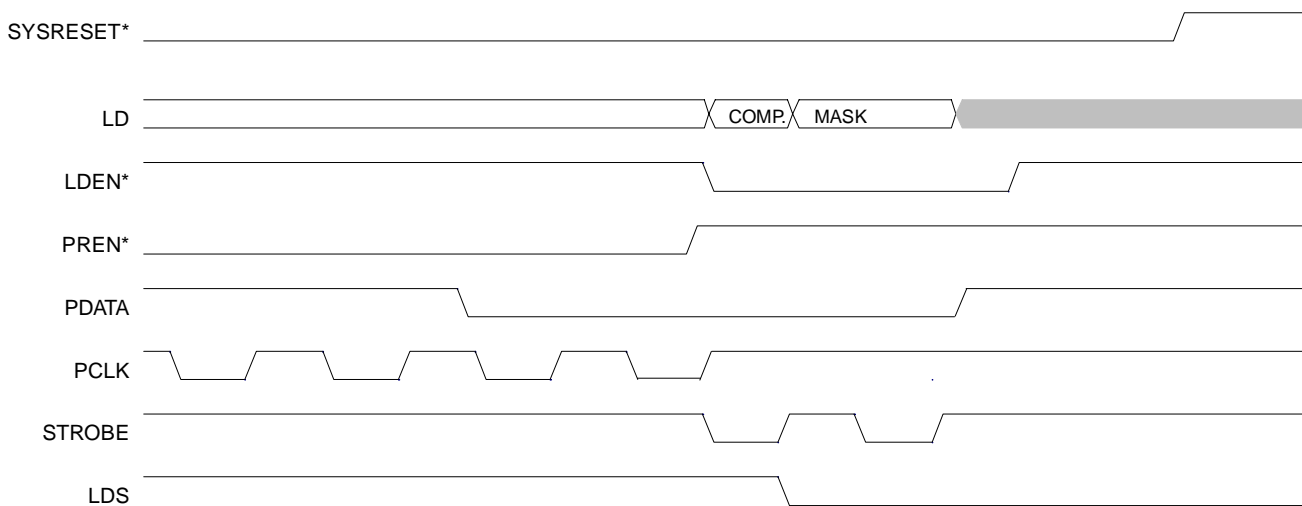 SYSRESET*
LD
COMP. MASK
LDEN*
PREN*
PDATA
PCLK
STROBE
LDS